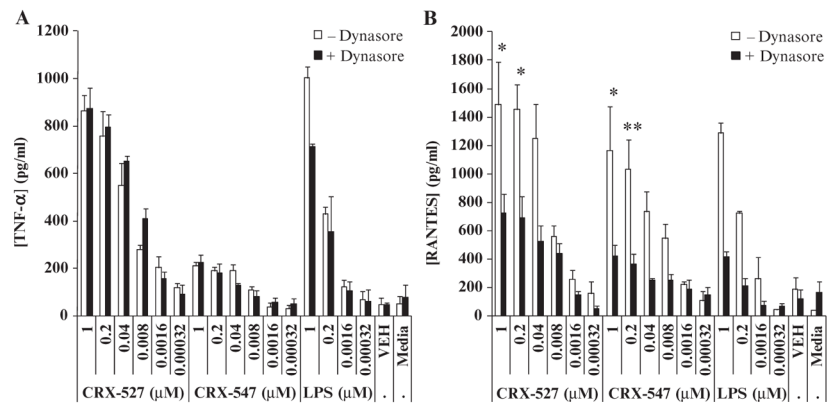 A
– Dynasore
+ Dynasore
[TNF-α] (pg/ml)
1200
1000
800
600
400
200
0
1 0.2 0.04 0.008 0.0016 0.00032 1 0.2 0.04 0.008 0.0016 0.00032 1 0.2 0.0016 0.00032 VEH Media
CRX-527 (μM) CRX-547 (μM) LPS (μM) . .
B
– Dynasore
+ Dynasore
[RANTES] (pg/ml)
2000
1800
1600
1400
1200
1000
800
600
400
200
0
* * * **
1 0.2 0.04 0.008 0.0016 0.00032 1 0.2 0.04 0.008 0.0016 0.00032 1 0.2 0.0016 0.00032 VEH Media
CRX-527 (μM) CRX-547 (μM) LPS (μM) . .